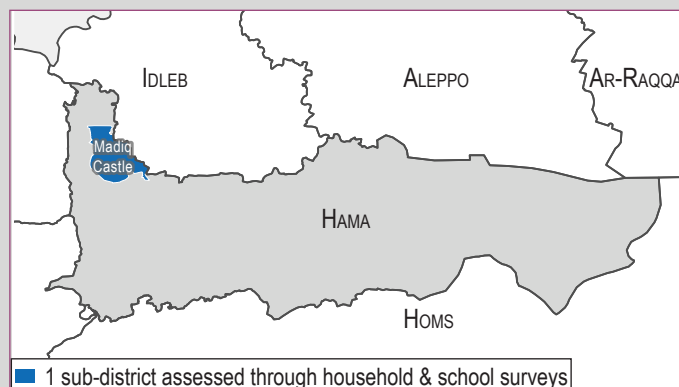 IDLEB
ALEPPO
AR-RAQQA
Madiq
Castle
HAMA
HOMS
1 sub-district assessed through household & school surveys